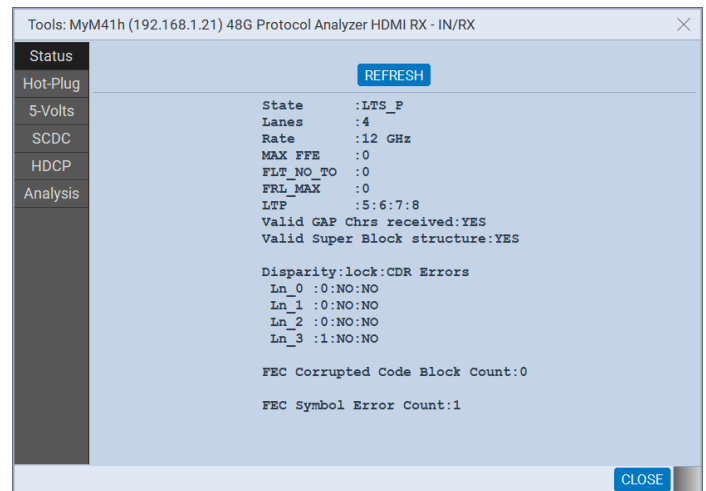 Tools: MyM41h (192.168.1.21) 48G Protocol Analyzer HDMI RX - IN/RX
Status
Hot-Plug
5-Volts
SCDC
HDCP
Analysis
REFRESH
State :LTS_P
Lanes :4
Rate :12 GHz
MAX FFE :0
FLT_NO_TO :0
FRL_MAX :0
LTP :5:6:7:8
Valid GAP Chrs received:YES
Valid Super Block structure:YES
Disparity:lock:CDR Errors
Ln_0 :0:NO:NO
Ln_1 :0:NO:NO
Ln_2 :0:NO:NO
Ln_3 :1:NO:NO
FEC Corrupted Code Block Count:0
FEC Symbol Error Count:1
CLOSE